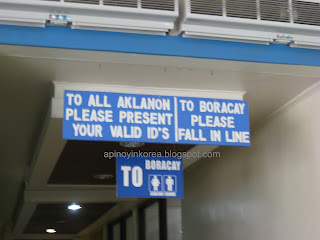 TO ALL AKLANON
PLEASE PRESENT
YOUR VALID ID'S
TO BORACAY
PLEASE
FALL IN LINE
apinoyinkorea.blogspot.com
TO BORACAY